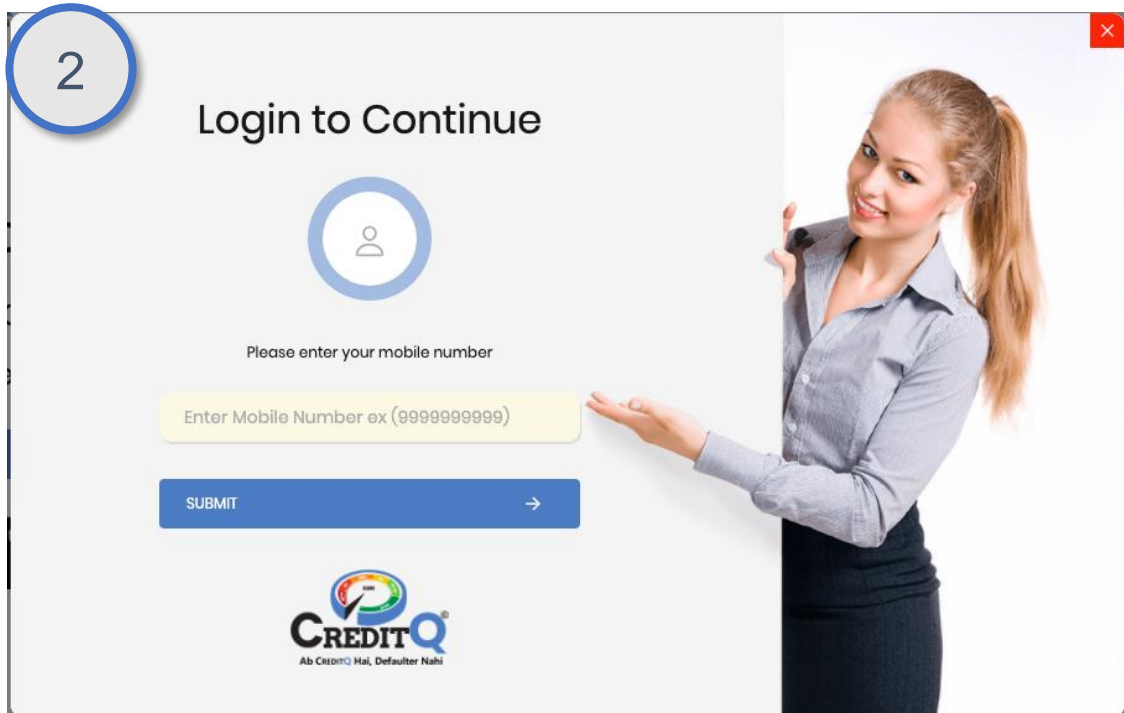 2
Login to Continue
Please enter your mobile number
Enter Mobile Number ex (9999999999)
SUBMIT
CREDITQ©
Ab CREDITQ Hai, Defaulter Nahi